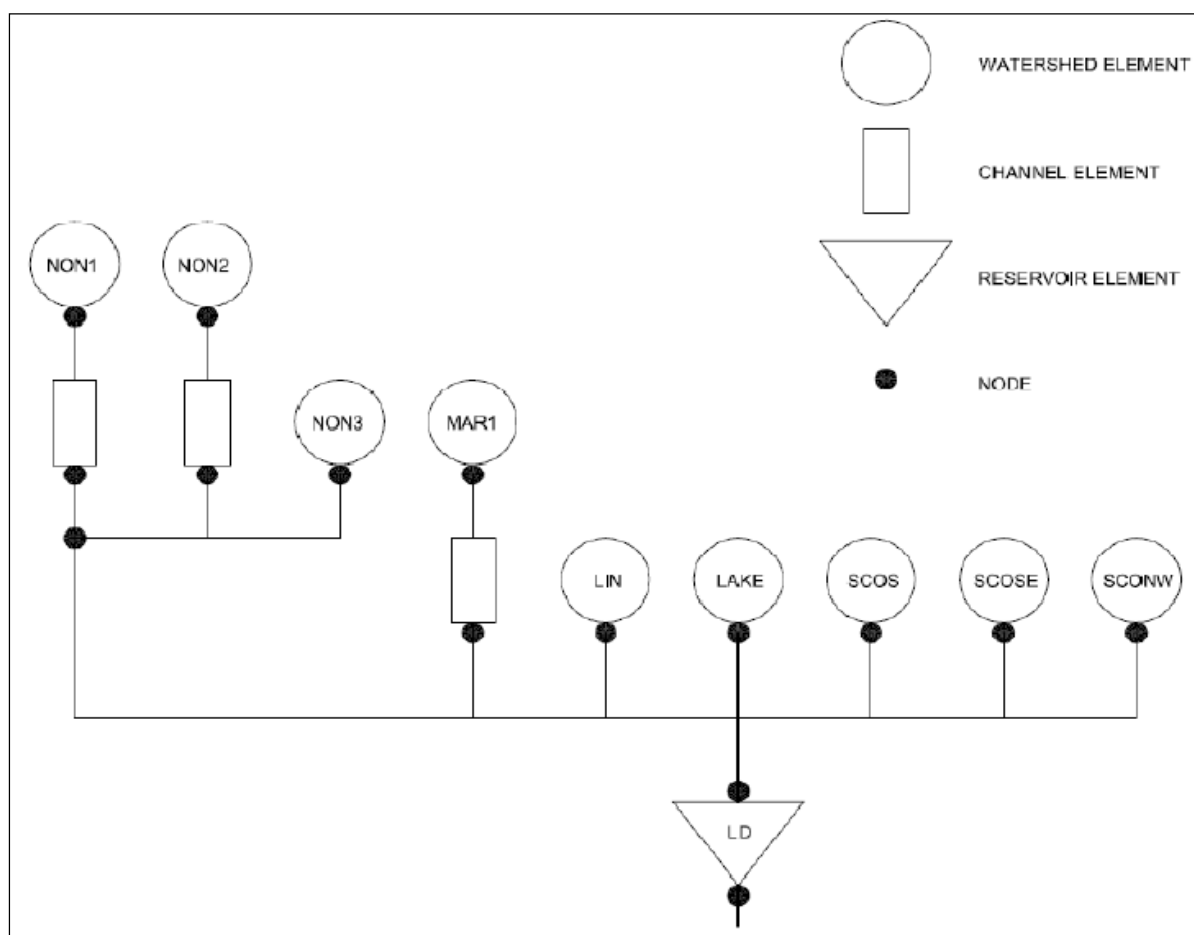 WATERSHED ELEMENT
CHANNEL ELEMENT
NON1
NON2
RESERVOIR ELEMENT
NODE
NON3
MAR1
LIN
LAKE
SCOS
SCOSE
SCONW
LD